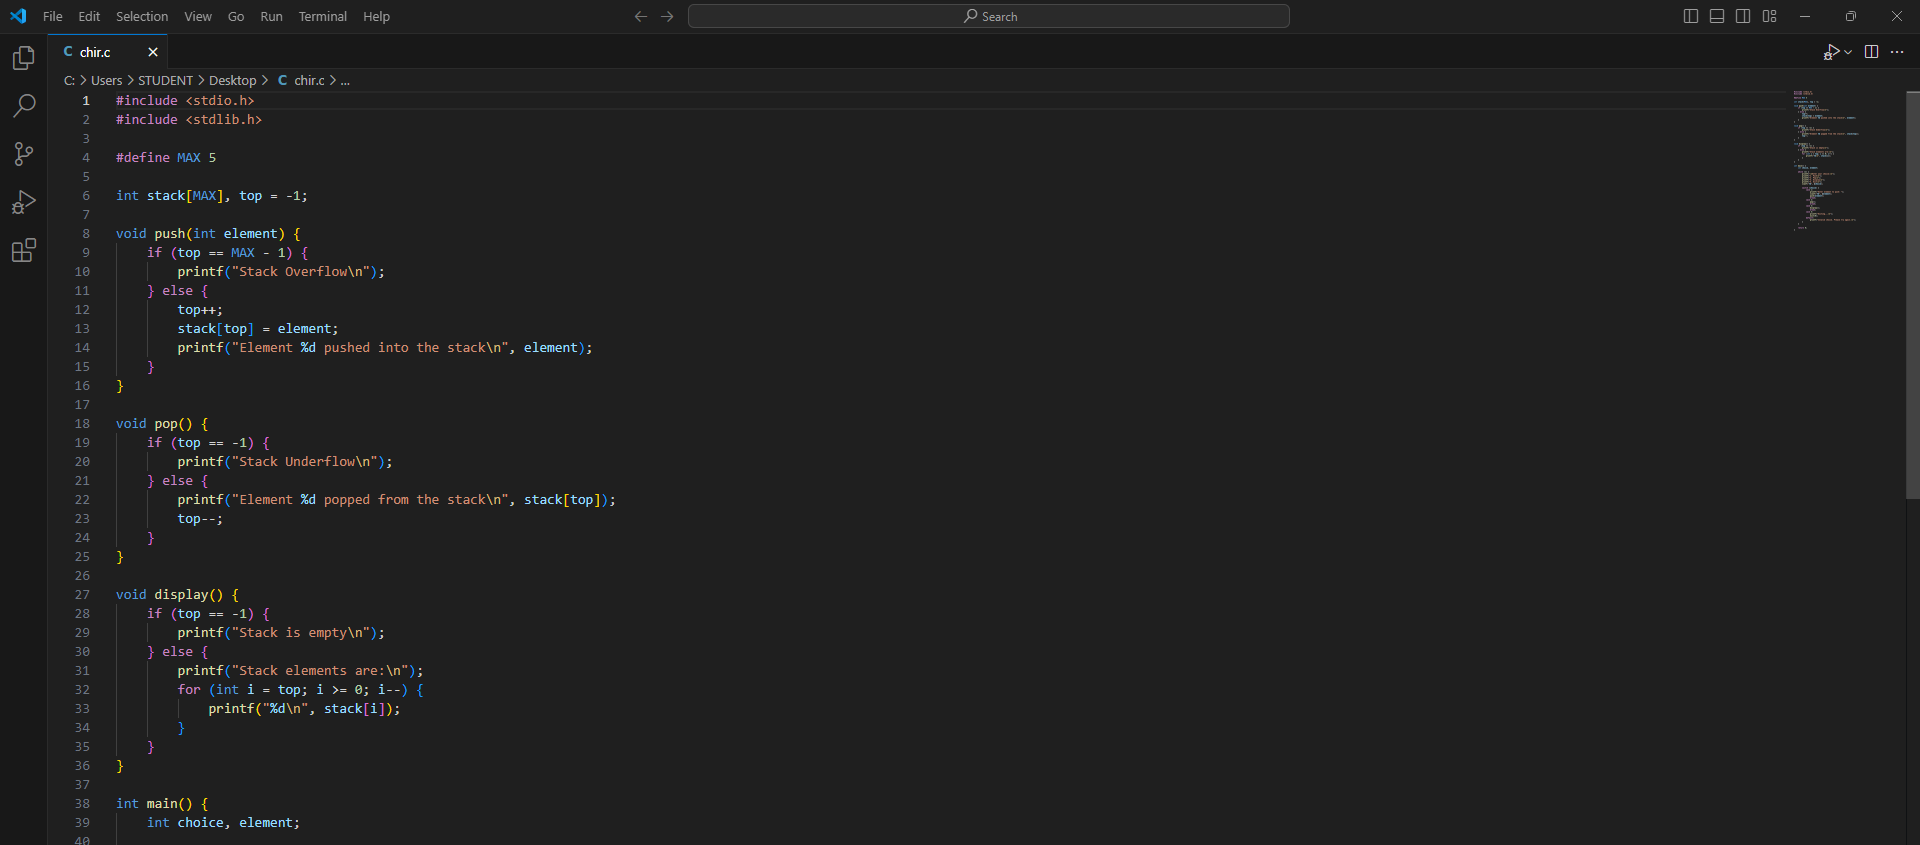 File Edit Selection View Go Run Terminal Help Search
C chir.c
C: > Users > STUDENT > Desktop > C chir.c > ...
1 #include <stdio.h>
2 #include <stdlib.h>
3
4 #define MAX 5
5
6 int stack[MAX], top = -1;
7
8 void push(int element) {
9     if (top == MAX - 1) {
10         printf("Stack Overflow\n");
11     } else {
12         top++;
13         stack[top] = element;
14         printf("Element %d pushed into the stack\n", element);
15     }
16 }
17
18 void pop() {
19     if (top == -1) {
20         printf("Stack Underflow\n");
21     } else {
22         printf("Element %d popped from the stack\n", stack[top]);
23         top--;
24     }
25 }
26
27 void display() {
28     if (top == -1) {
29         printf("Stack is empty\n");
30     } else {
31         printf("Stack elements are:\n");
32         for (int i = top; i >= 0; i--) {
33             printf("%d\n", stack[i]);
34         }
35     }
36 }
37
38 int main() {
39     int choice, element;
40